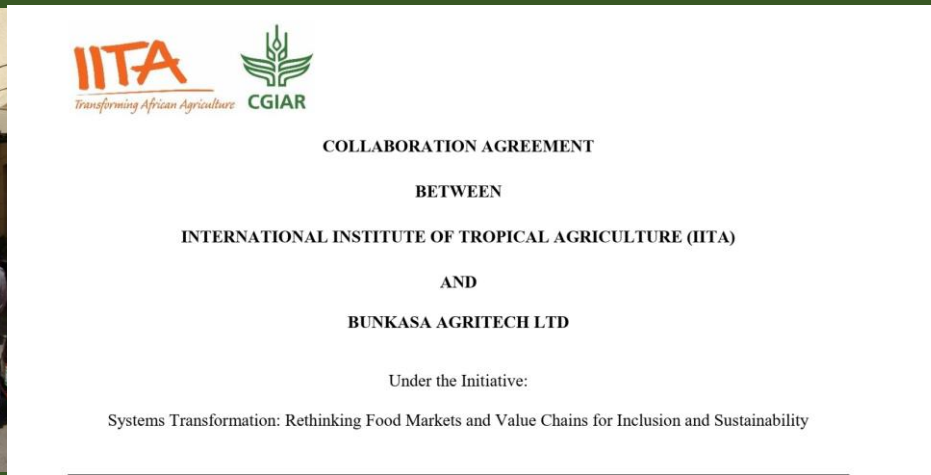 IITA
Transforming African Agriculture
CGIAR
COLLABORATION AGREEMENT
BETWEEN
INTERNATIONAL INSTITUTE OF TROPICAL AGRICULTURE (IITA)
AND
BUNKASA AGRITECH LTD
Under the Initiative:
Systems Transformation: Rethinking Food Markets and Value Chains for Inclusion and Sustainability